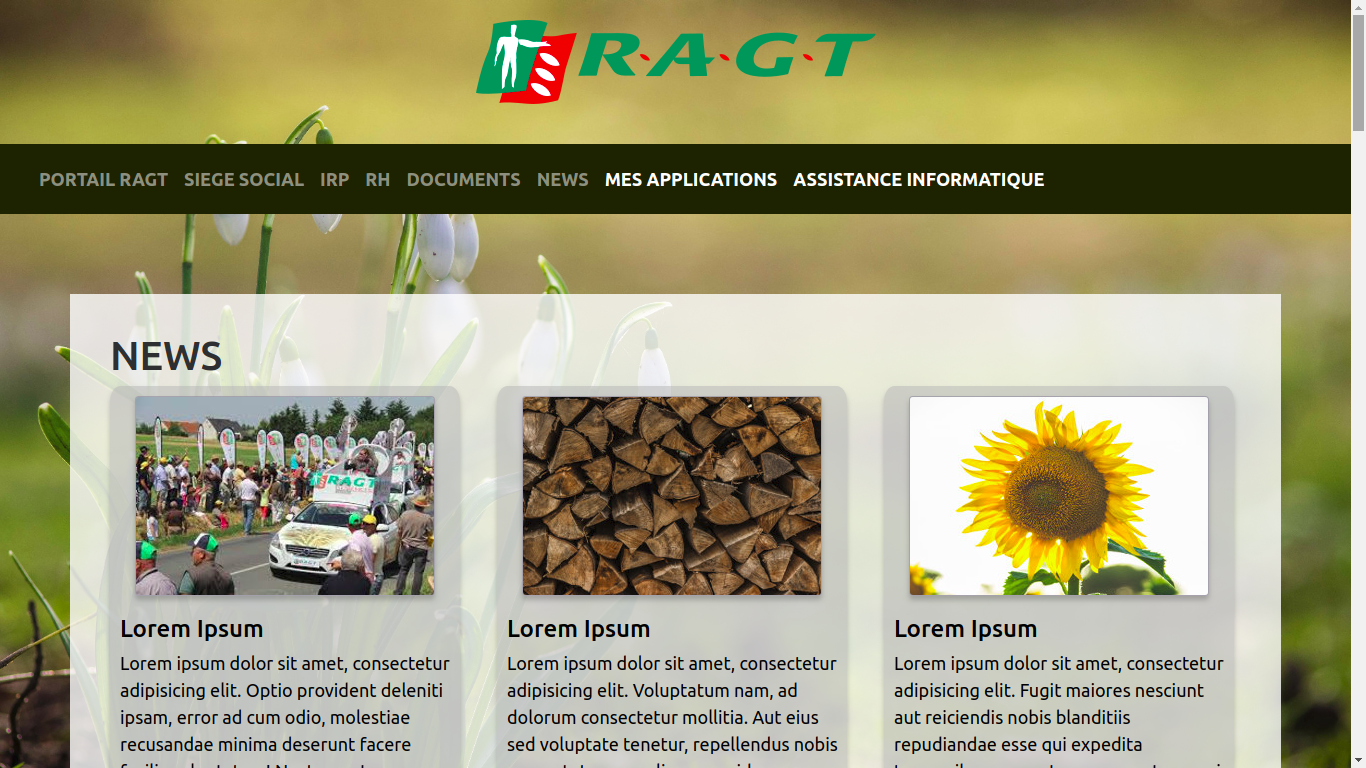 R·A·G·T
PORTAIL RAGT SIEGE SOCIAL IRP RH DOCUMENTS NEWS MES APPLICATIONS ASSISTANCE INFORMATIQUE
NEWS
RAGT
RAGT
Lorem Ipsum
Lorem ipsum dolor sit amet, consectetur
adipisicing elit. Optio provident deleniti
ipsam, error ad cum odio, molestiae
recusandae minima deserunt facere
Lorem Ipsum
Lorem ipsum dolor sit amet, consectetur
adipisicing elit. Voluptatum nam, ad
dolorum consectetur mollitia. Aut eius
sed voluptate tenetur, repellendus nobis
Lorem Ipsum
Lorem ipsum dolor sit amet, consectetur
adipisicing elit. Fugit maiores nesciunt
aut reiciendis nobis blanditiis
repudiandae esse qui expedita